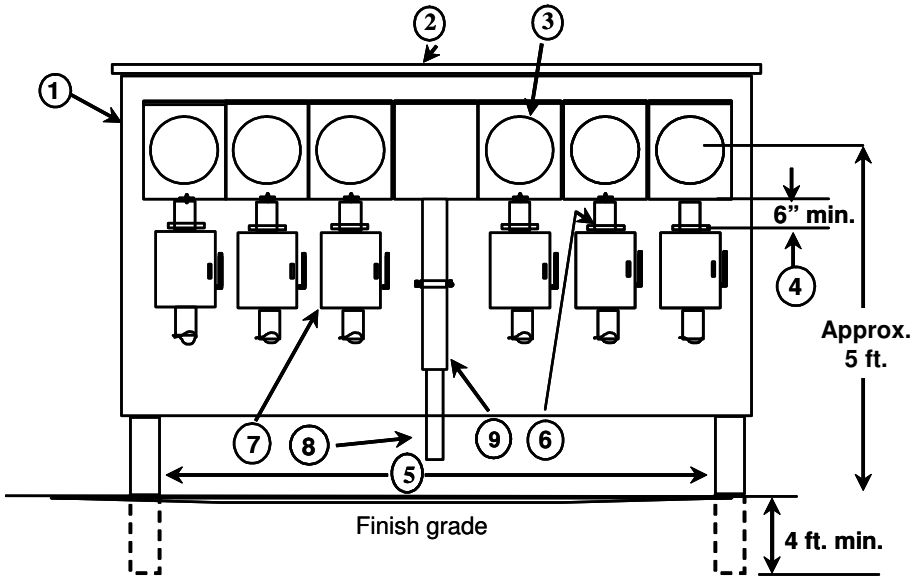 2
3
1
6” min.
4
Approx.
5 ft.
7
8
9
6
5
Finish grade
4 ft. min.